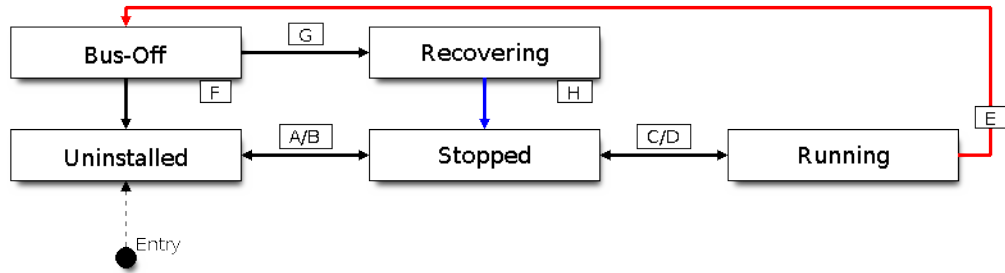 Bus-Off
G
Recovering
F
H
E
Uninstalled
A/B
Stopped
C/D
Running
Entry